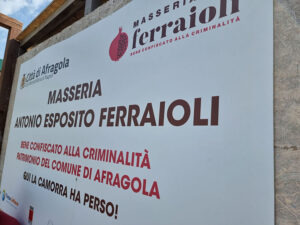 MASSERIA
ferraioli
BENE CONFISCATO ALLA CRIMINALITÀ
Città di Afragola
MASSERIA
ANTONIO ESPOSITO FERRAIOLI
BENE CONFISCATO ALLA CRIMINALITÀ
PATRIMONIO DEL COMUNE DI AFRAGOLA
QUI LA CAMORRA HA PERSO!